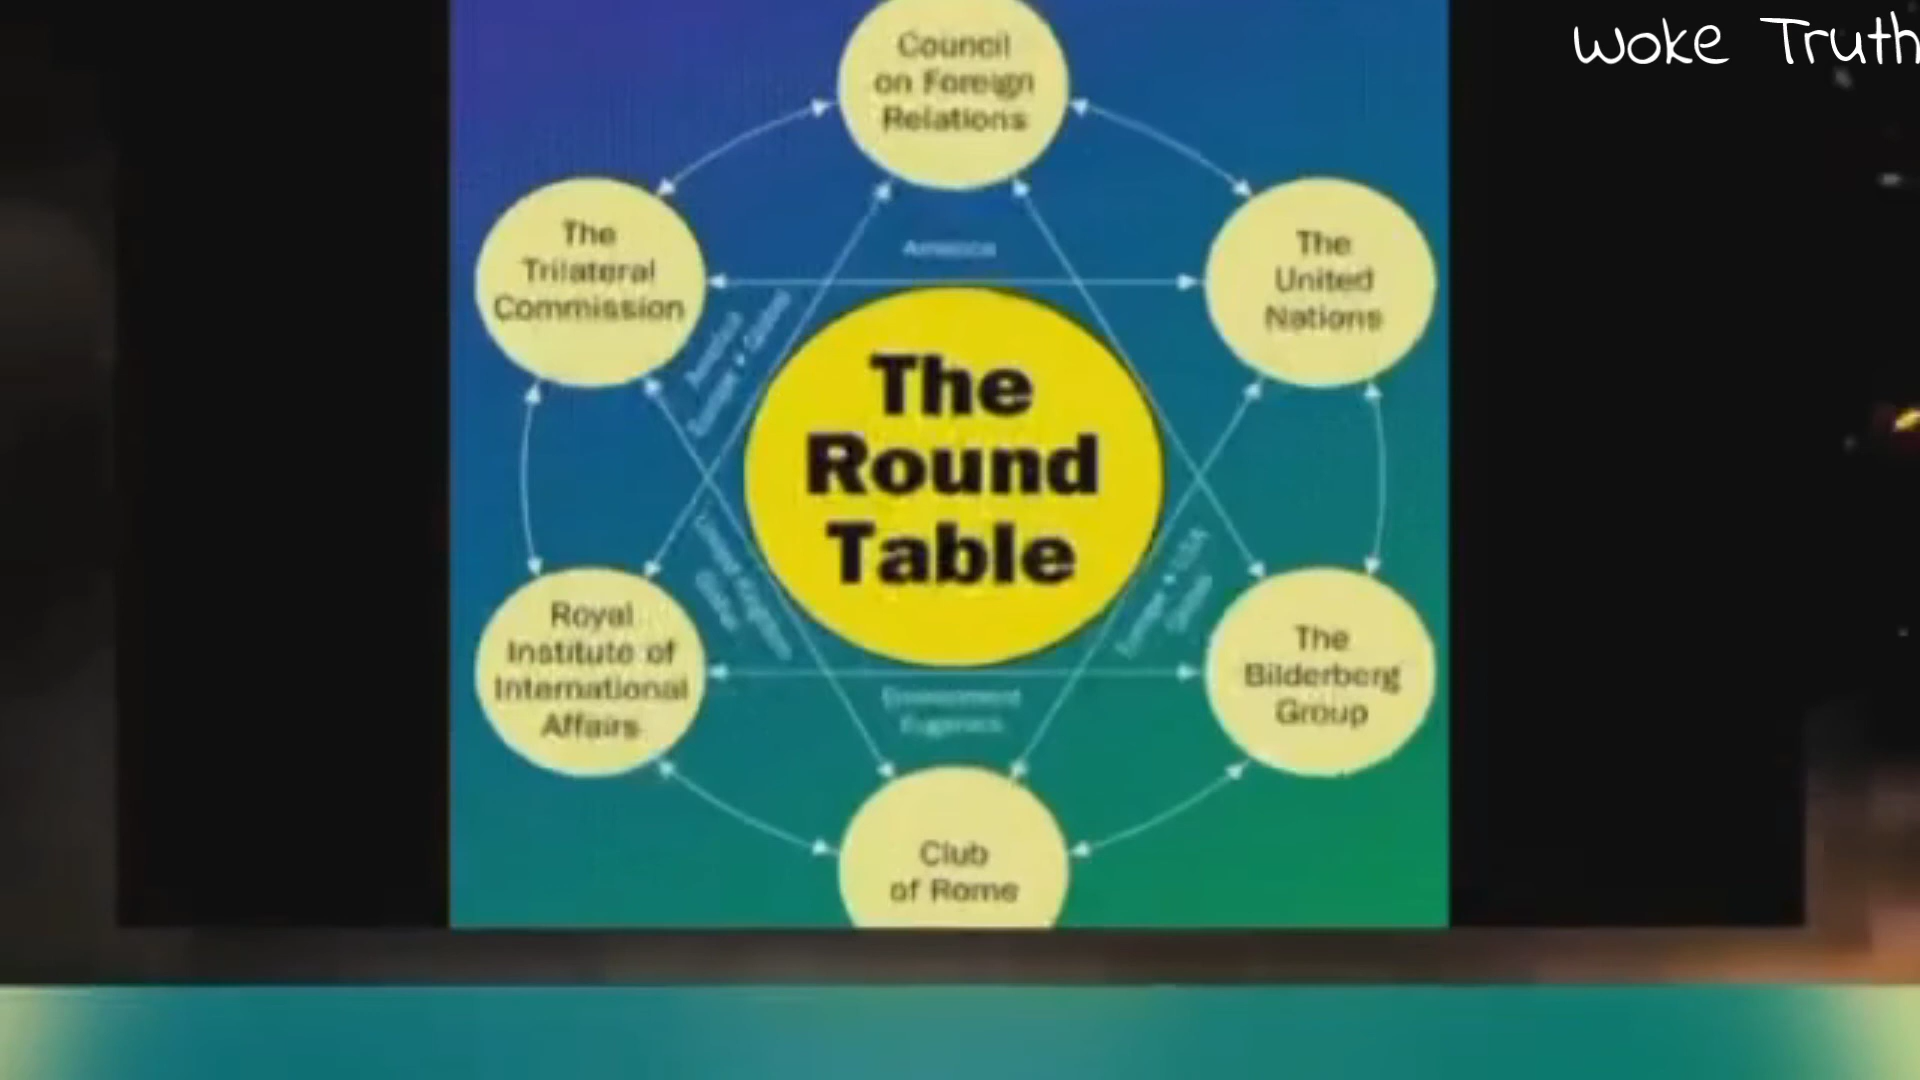 Woke Truth
Council
on Foreign
Relations
The
Trilateral
Commission
The
United
Nations
America
The
Round
Table
Royal
Institute of
International
Affairs
The
Bilderberg
Group
Eugenics
Club
of Rome